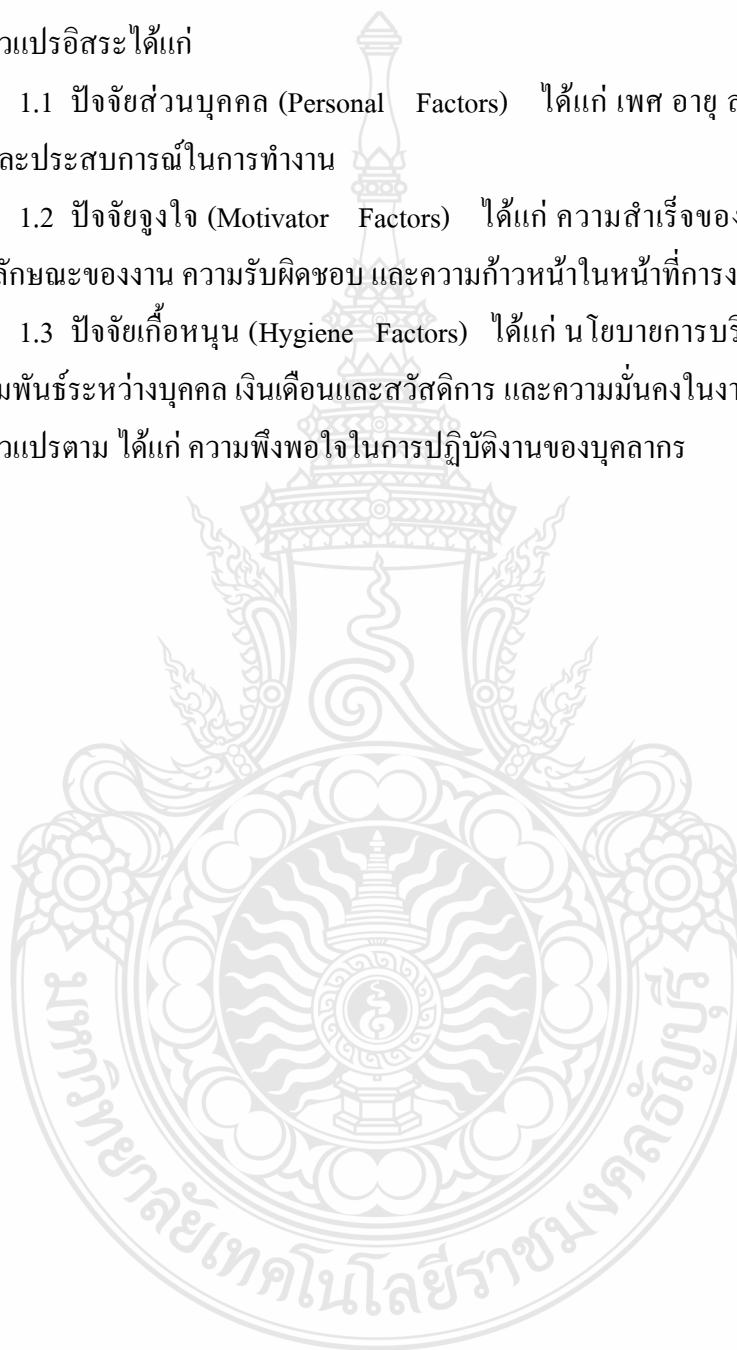 วแปรอิสระได้แก่
1.1 ปัจจัยส่วนบุคคล (Personal Factors) ได้แก่ เพศ อายุ
ละประสบการณ์ในการทำงาน
1.2 ปัจจัยจูงใจ (Motivator Factors) ได้แก่ ความสำเร็จของ
ลักษณะของงาน ความรับผิดชอบ และความก้าวหน้าในหน้าที่การง
1.3 ปัจจัยเกื้อหนุน (Hygiene Factors) ได้แก่ นโยบายการบริ
มพันธ์ระหว่างบุคคล เงินเดือนและสวัสดิการ และความมั่นคงในงา
วแปรตาม ได้แก่ ความพึงพอใจในการปฏิบัติงานของบุคลากร
มหาวิทยาลัยเทคโนโลยีราชมงคลธัญบุรี